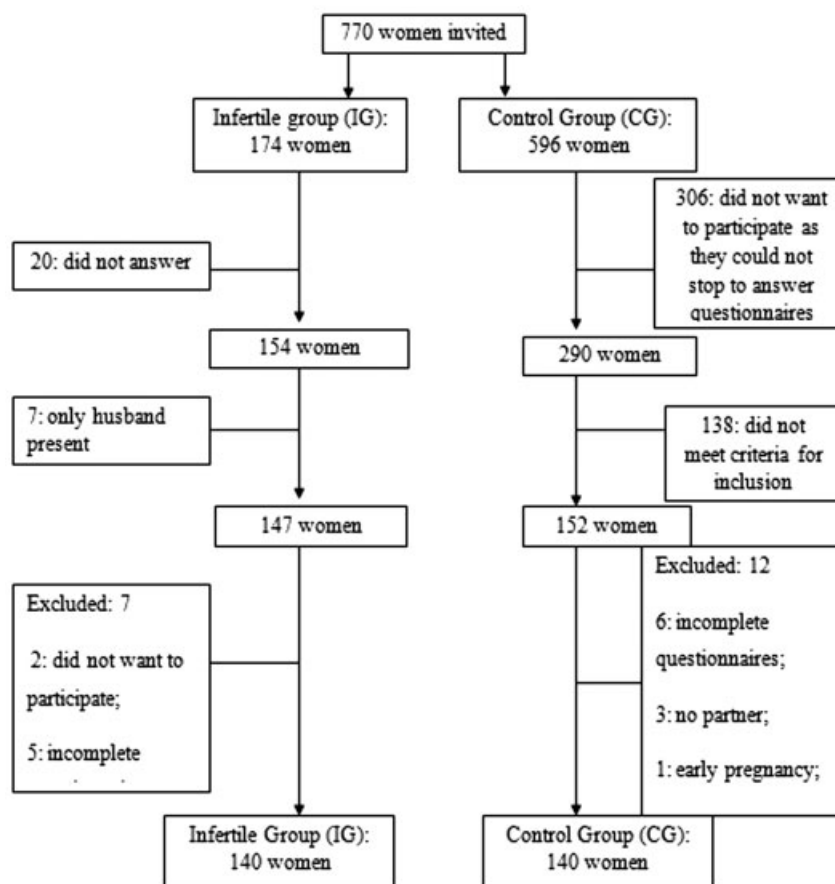 770 women invited
Infertile group (IG):
174 women
Control Group (CG):
596 women
306: did not want
to participate as
they could not
stop to answer
questionnaires
20: did not answer
154 women
290 women
7: only husband
present
138: did not
meet criteria for
inclusion
147 women
152 women
Excluded: 7
2: did not want to
participate;
5: incomplete
Excluded: 12
6: incomplete
questionnaires;
3: no partner;
1: early pregnancy;
Infertile Group (IG):
140 women
Control Group (CG):
140 women